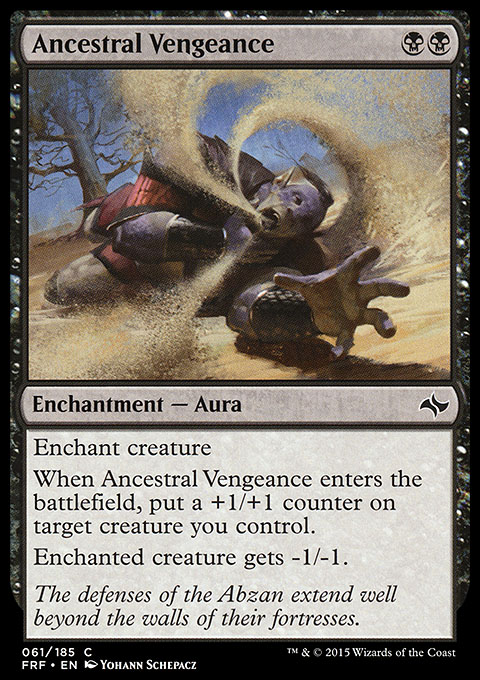 Ancestral Vengeance
Enchantment — Aura
Enchant creature
When Ancestral Vengeance enters the
battlefield, put a +1/+1 counter on
target creature you control.
Enchanted creature gets -1/-1.
The defenses of the Abzan extend well
beyond the walls of their fortresses.
061/185 C
FRF • EN Yohann Schepacz
™ & © 2015 Wizards of the Coast